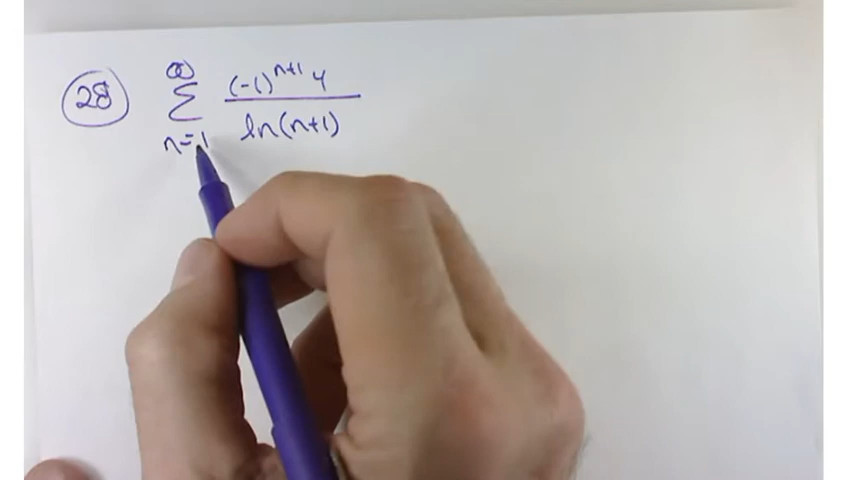 28 ∞ (-1)^{n+1} 4
Σ
n=1 ln(n+1)